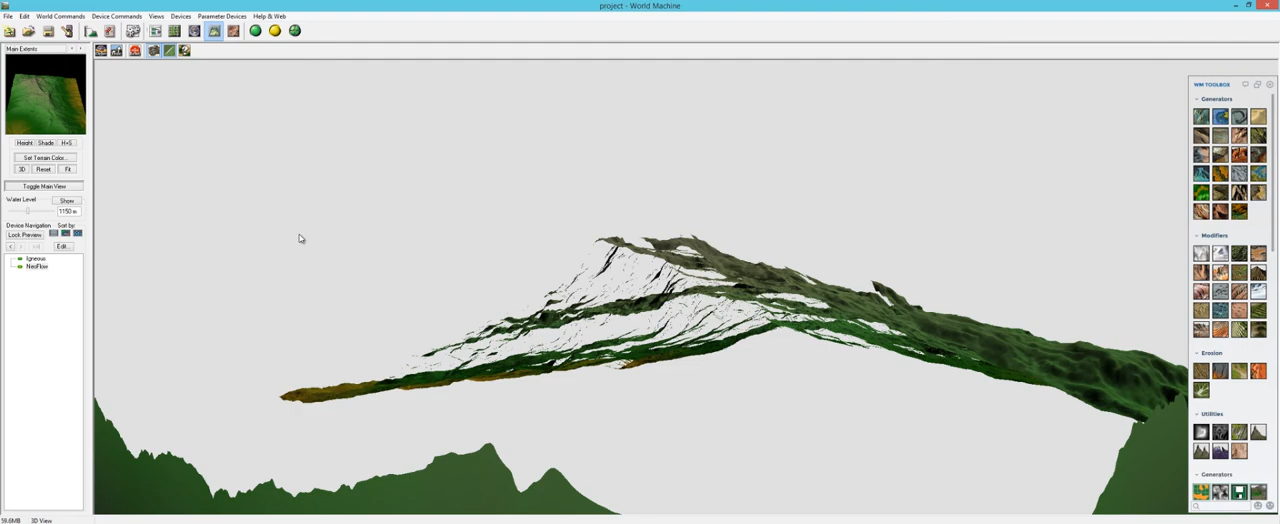 project - World Machine
File Edit World Commands Device Commands Views Devices Parameter Devices Help & Web
Main Extents
Height Shade H+S
Set Terrain Color...
3D Reset Fit
Toggle Main View
Water Level Show
1150 m
Device Navigation Sort by:
Lock Preview
Edit...
Igneous
NeoFlow
WM TOOLBOX
Generators
Modifiers
Erosion
Utilities
Generators
59.6MB 3D View